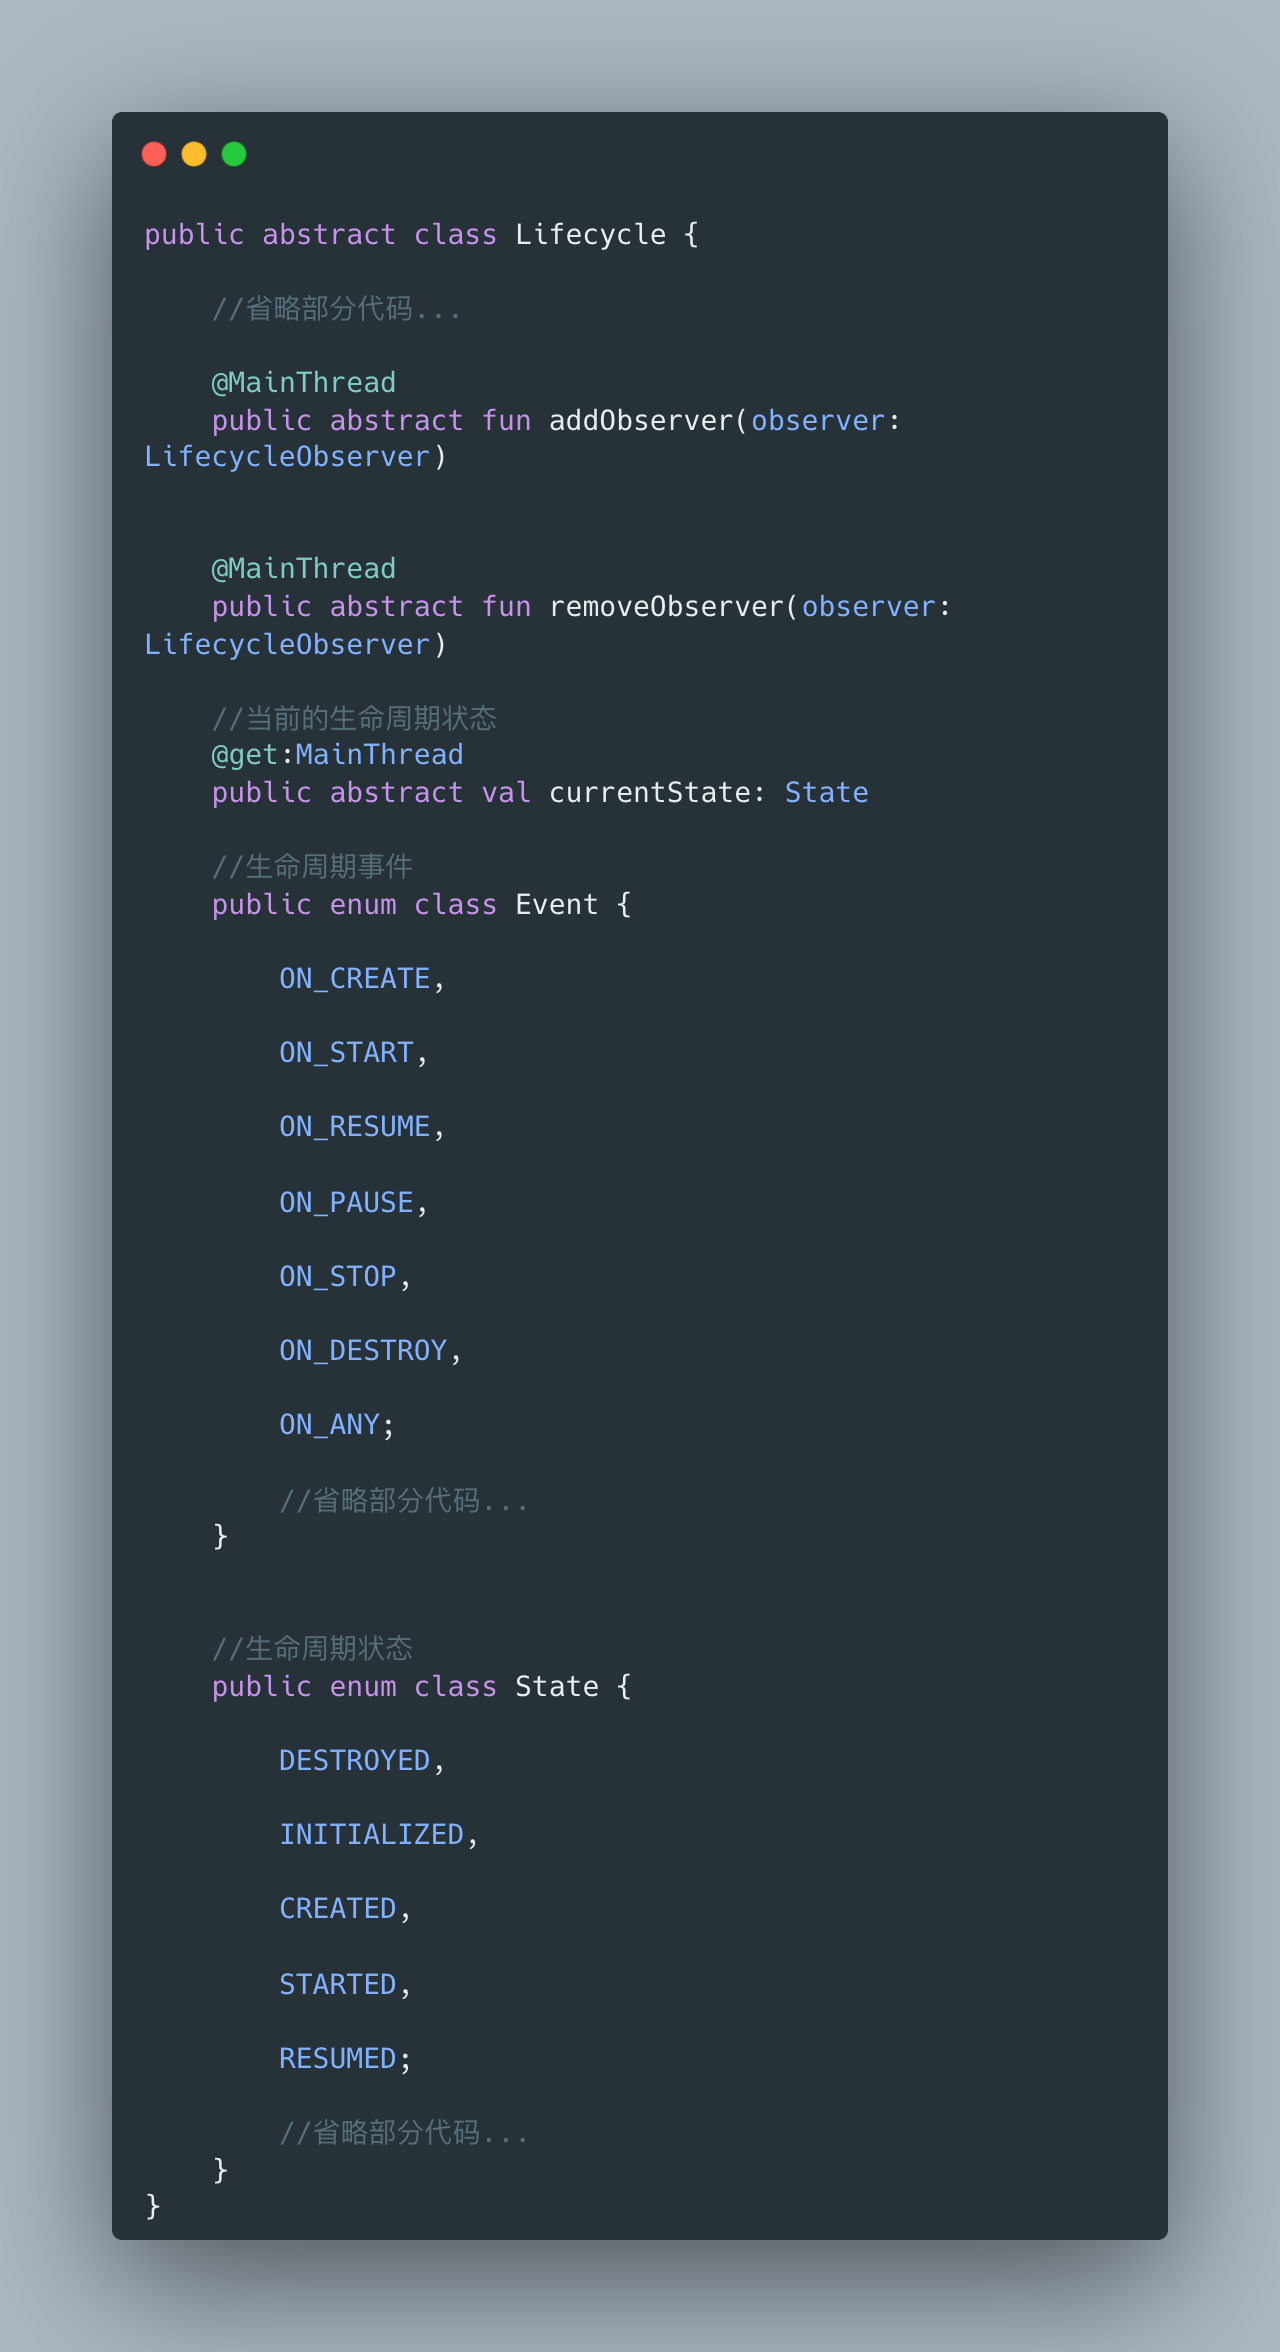 public abstract class Lifecycle {
//省略部分代码...
@MainThread
public abstract fun addObserver(observer:
LifecycleObserver)
@MainThread
public abstract fun removeObserver(observer:
LifecycleObserver)
//当前的生命周期状态
@get:MainThread
public abstract val currentState: State
//生命周期事件
public enum class Event {
ON_CREATE,
ON_START,
ON_RESUME,
ON_PAUSE,
ON_STOP,
ON_DESTROY,
ON_ANY;
//省略部分代码...
}
//生命周期状态
public enum class State {
DESTROYED,
INITIALIZED,
CREATED,
STARTED,
RESUMED;
//省略部分代码...
}
}